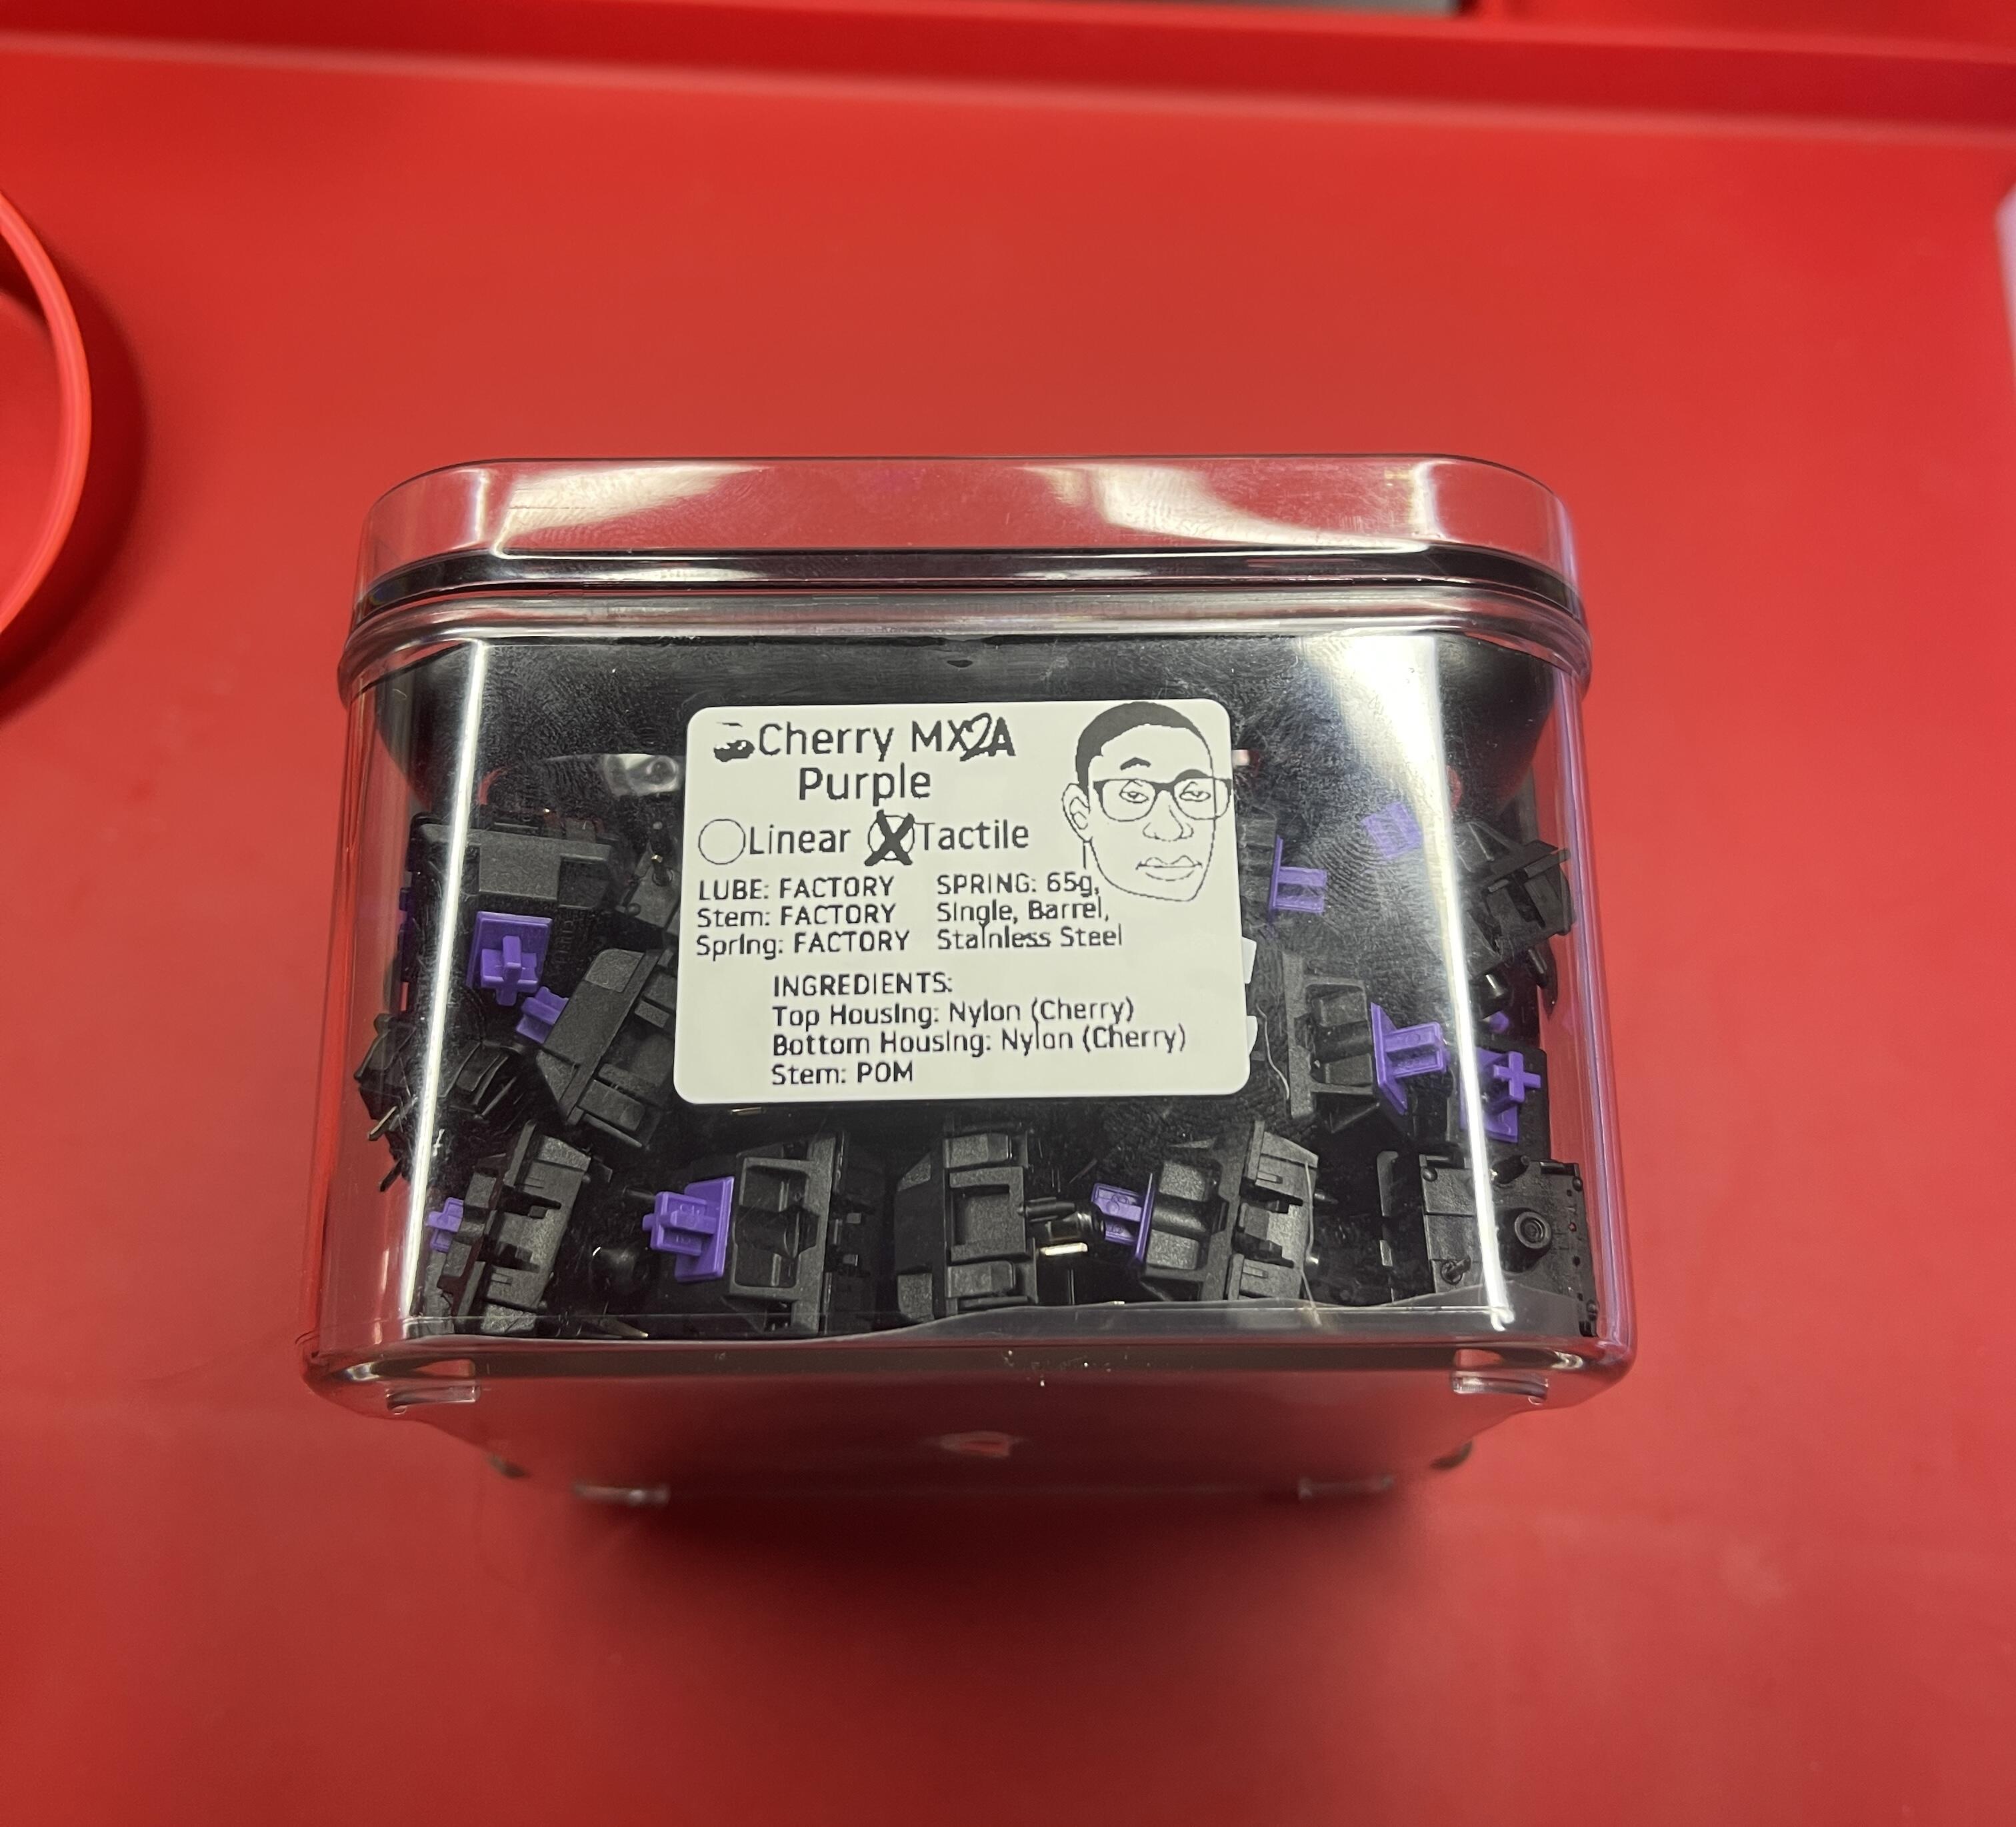 Cherry MX2A
Purple
Linear Tactile
LUBE: FACTORY
Stem: FACTORY
Spring: FACTORY
SPRING: 65g,
Single, Barrel,
Stainless Steel
INGREDIENTS:
Top Housing: Nylon (Cherry)
Bottom Housing: Nylon (Cherry)
Stem: POM